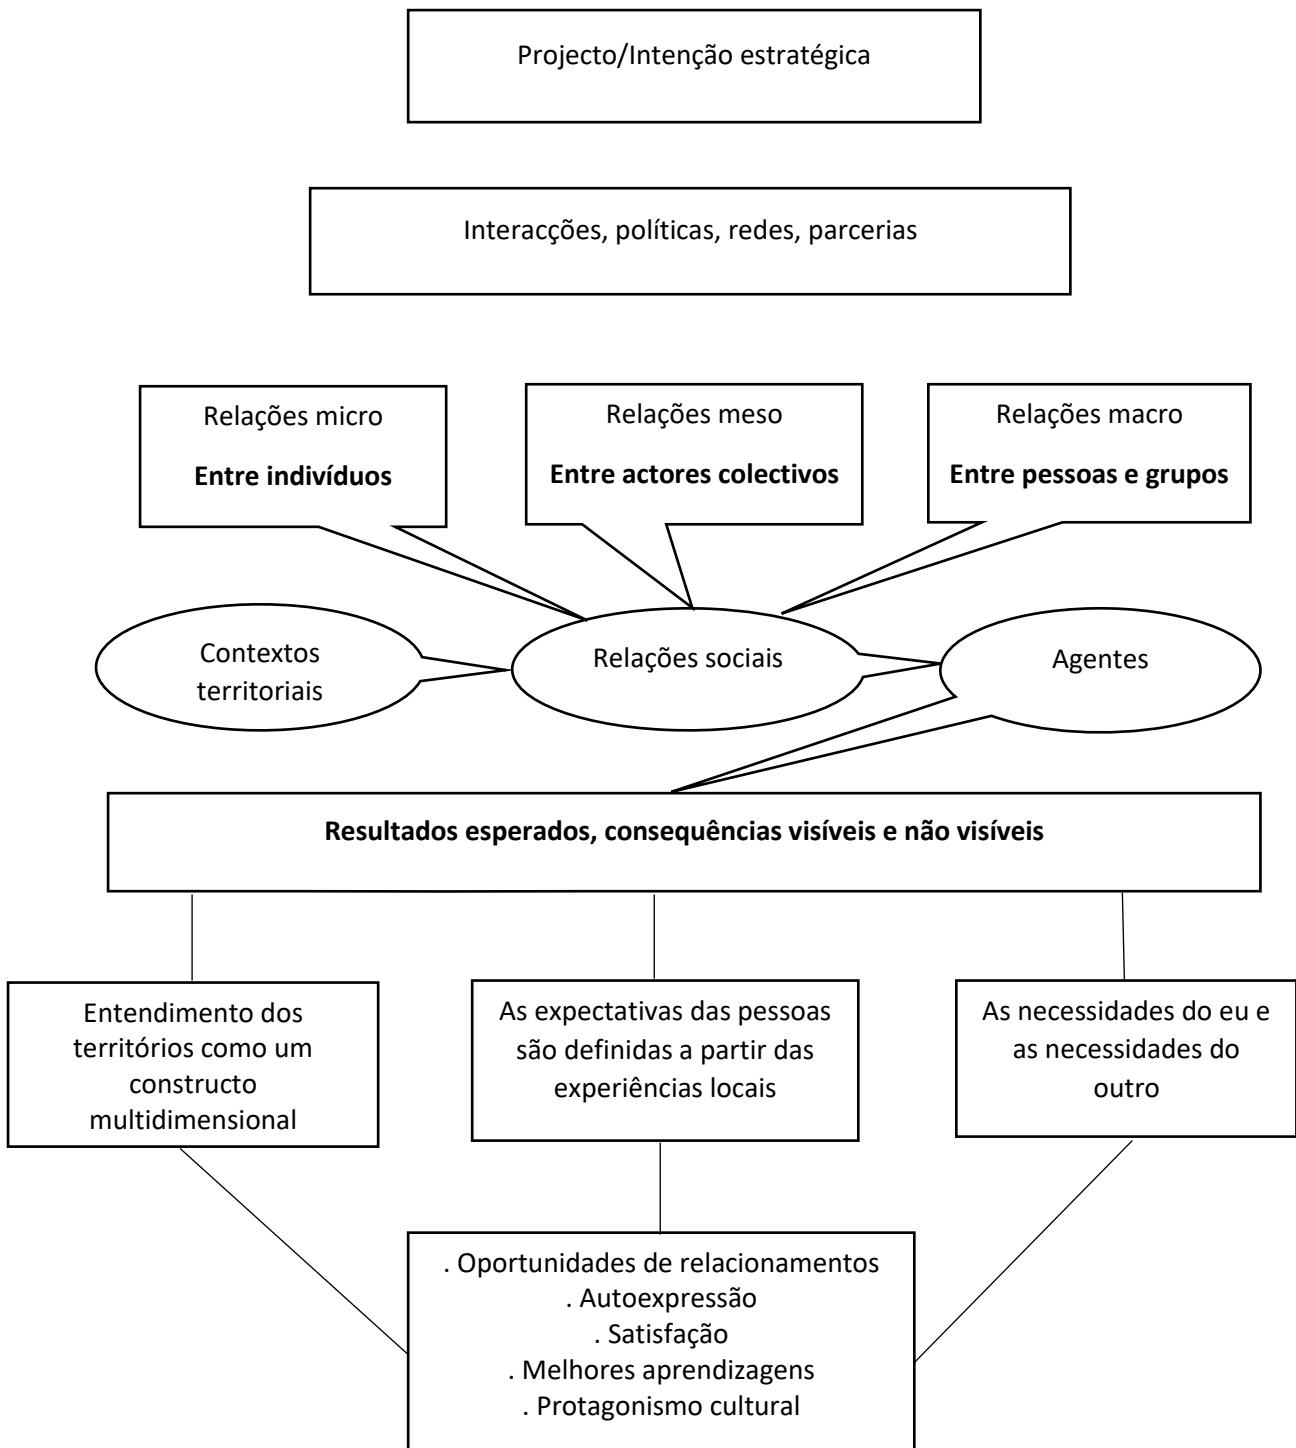 Projecto/Intenção estratégica
Interacções, políticas, redes, parcerias
Relações micro
Entre indivíduos
Relações meso
Entre actores colectivos
Relações macro
Entre pessoas e grupos
Contextos
territoriais
Relações sociais
Agentes
Resultados esperados, consequências visíveis e não visíveis
Entendimento dos
territórios como um
constructo
multidimensional
As expectativas das pessoas
são definidas a partir das
experiências locais
As necessidades do eu e
as necessidades do
outro
. Oportunidades de relacionamentos
. Autoexpressão
. Satisfação
. Melhores aprendizagens
. Protagonismo cultural